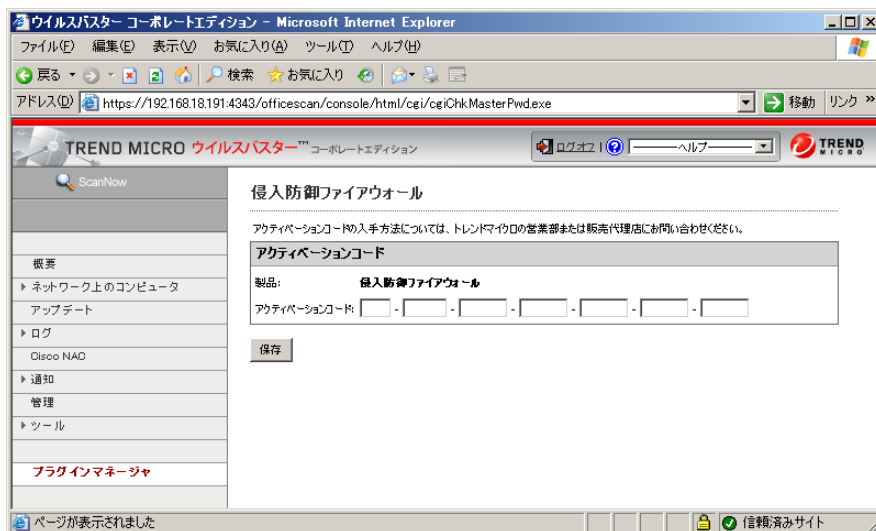 ウイルスバスター コーポレートエディション - Microsoft Internet Explorer
ファイル(F) 編集(E) 表示(V) お気に入り(A) ツール(T) ヘルプ(H)
戻る 検索 お気に入り
アドレス(D) https://192.168.18.191:4343/officescan/console/html/cgi/cgiChkMasterPwd.exe 移動 リンク »
TREND MICRO ウイルスバスター™ コーポレートエディション ログオフ | ? ────ヘルプ──── TREND MICRO
ScanNow
概要
ネットワーク上のコンピュータ
アップデート
ログ
Cisco NAC
通知
管理
ツール
プラグインマネージャ
侵入防御ファイアウォール
アクティベーションコードの入手方法については、トレンドマイクロの営業部または販売代理店にお問い合わせください。
アクティベーションコード
製品: 侵入防御ファイアウォール
アクティベーションコード: - - - - - -
保存
ページが表示されました 信頼済みサイト